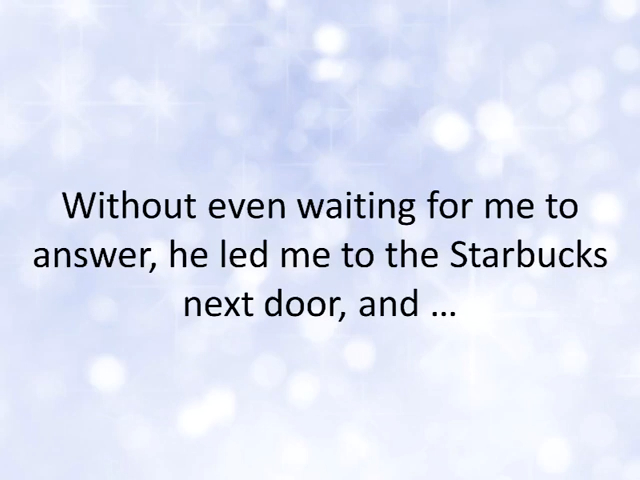 Without even waiting for me to
answer, he led me to the Starbucks
next door, and …